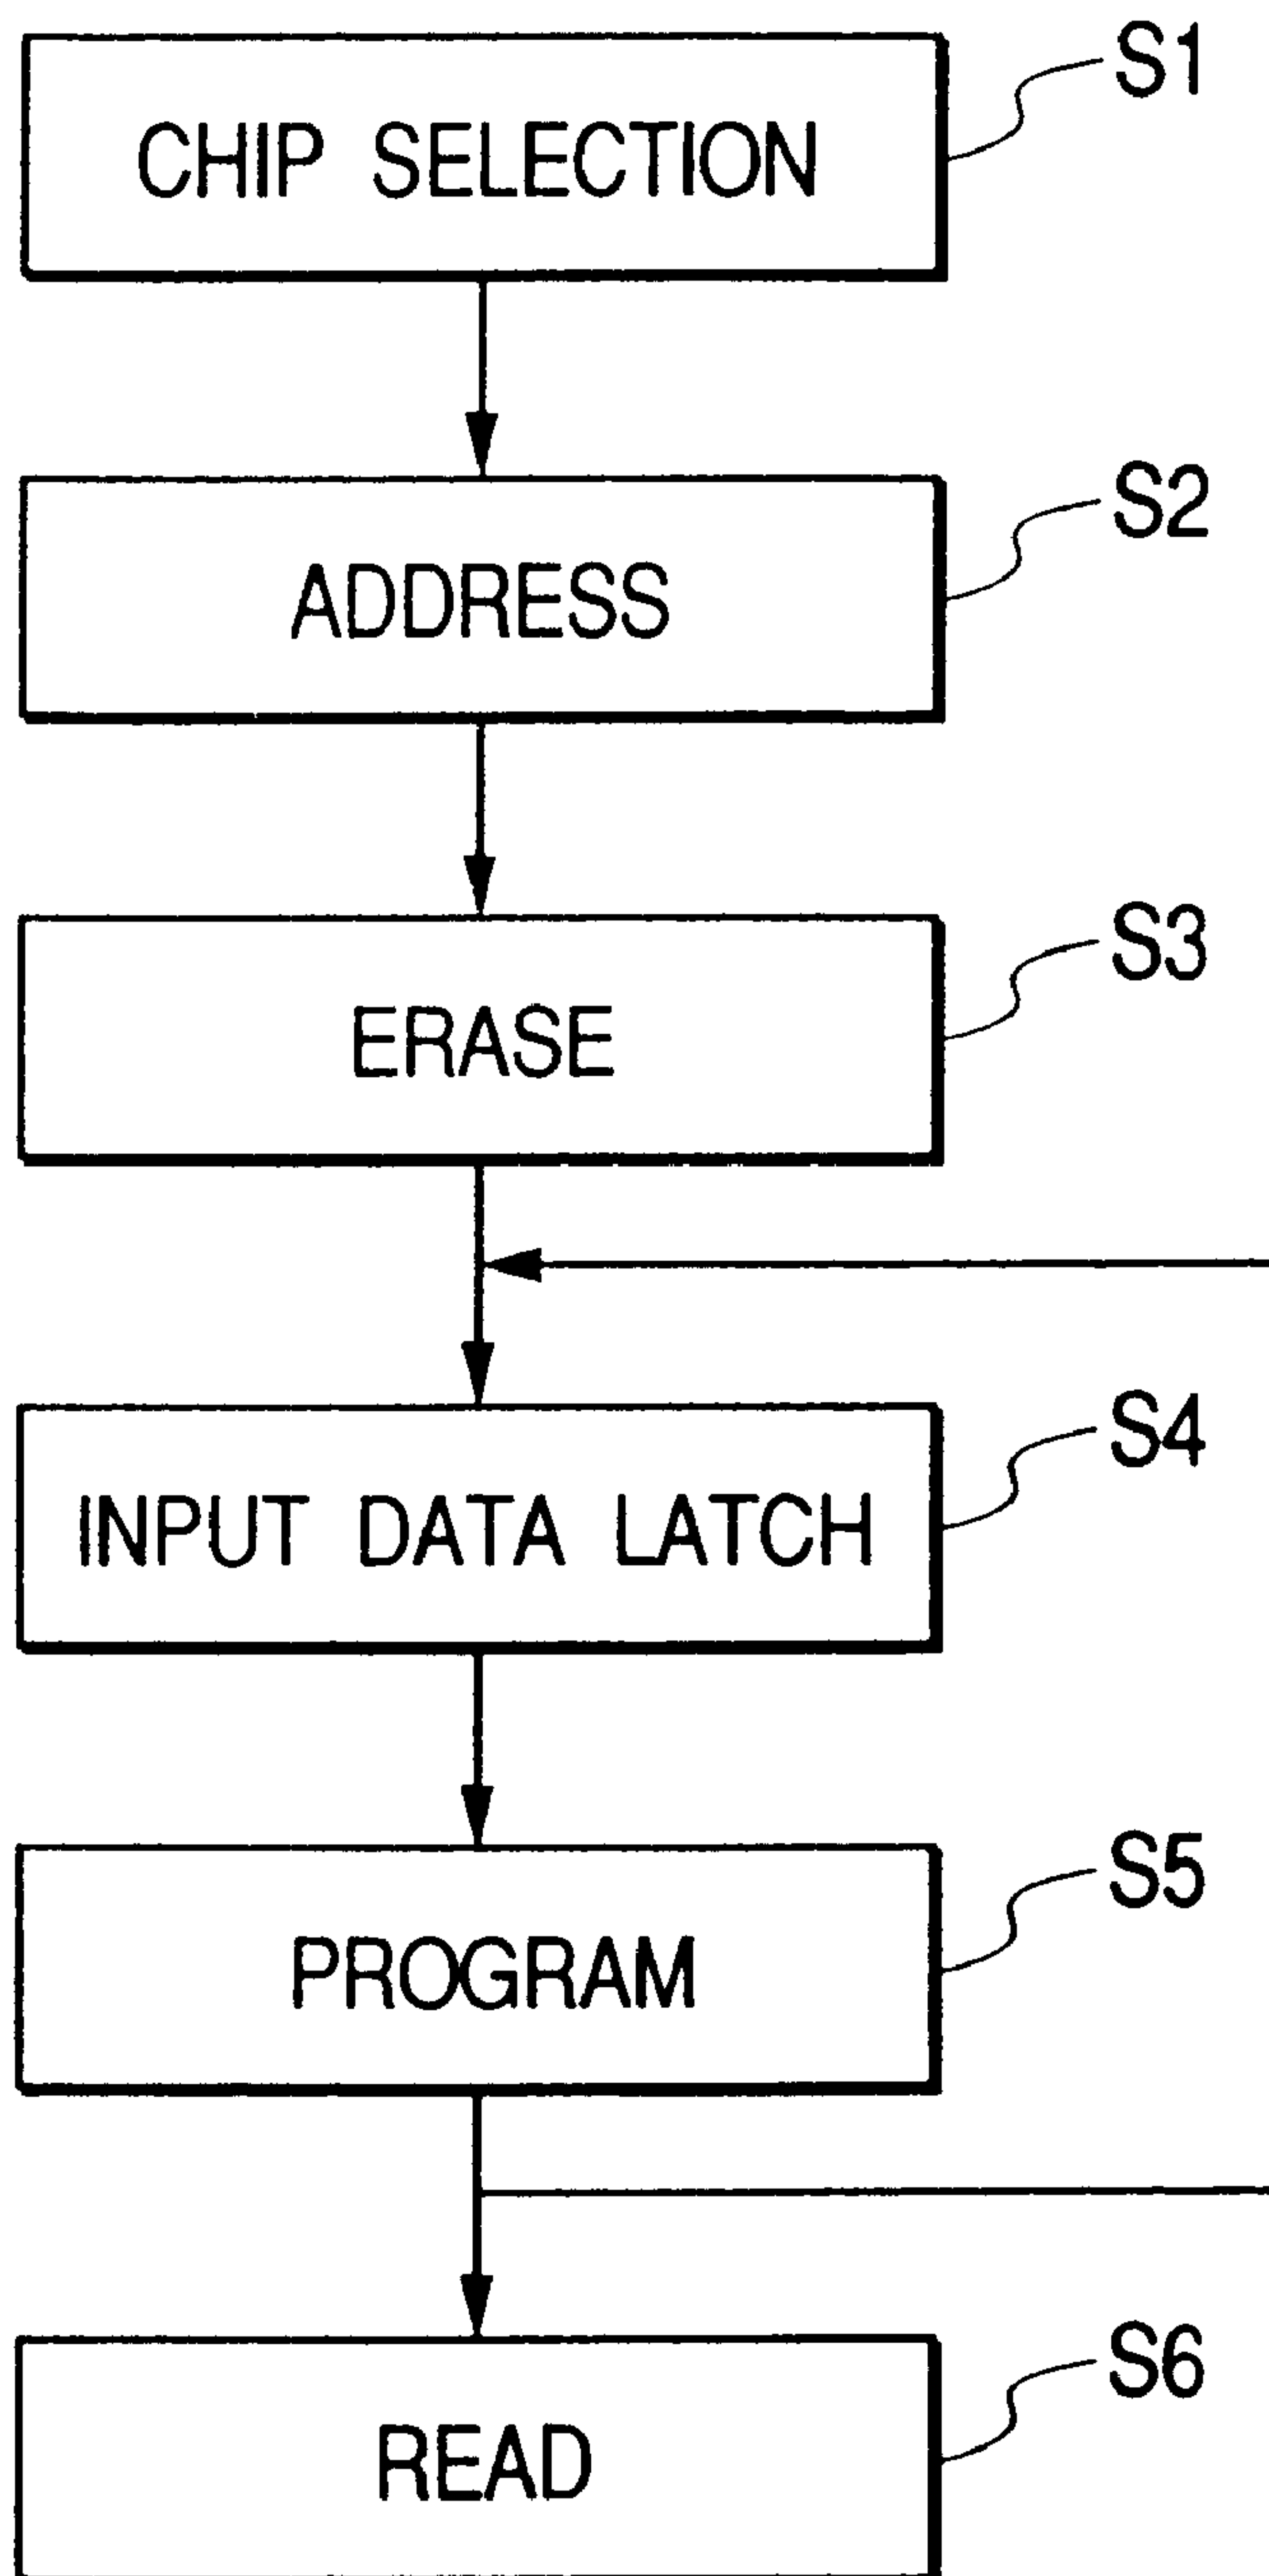 S1
CHIP SELECTION
S2
ADDRESS
S3
ERASE
S4
INPUT DATA LATCH
S5
PROGRAM
S6
READ